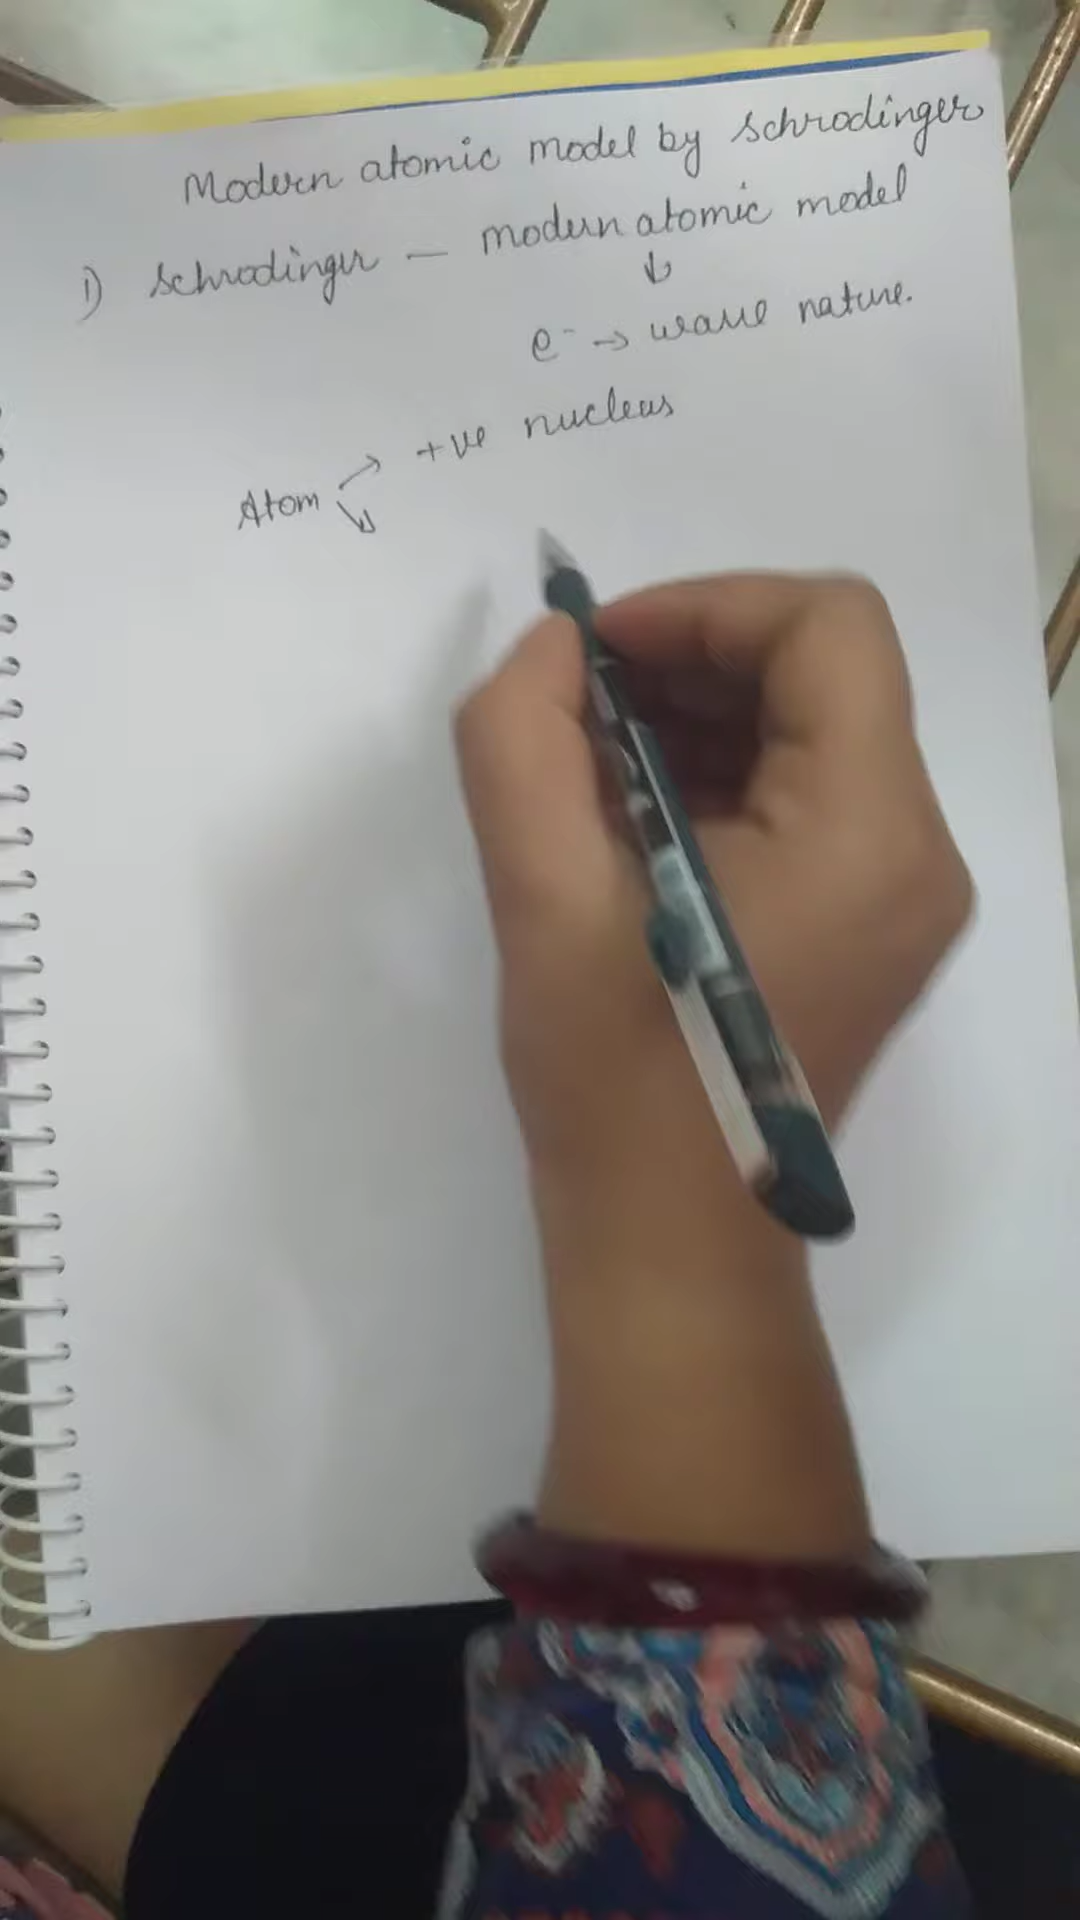 Modern atomic model by schrodinger
1) schrodinger — modern atomic model
↓
e⁻ → wave nature.
+ve nucleus
Atom